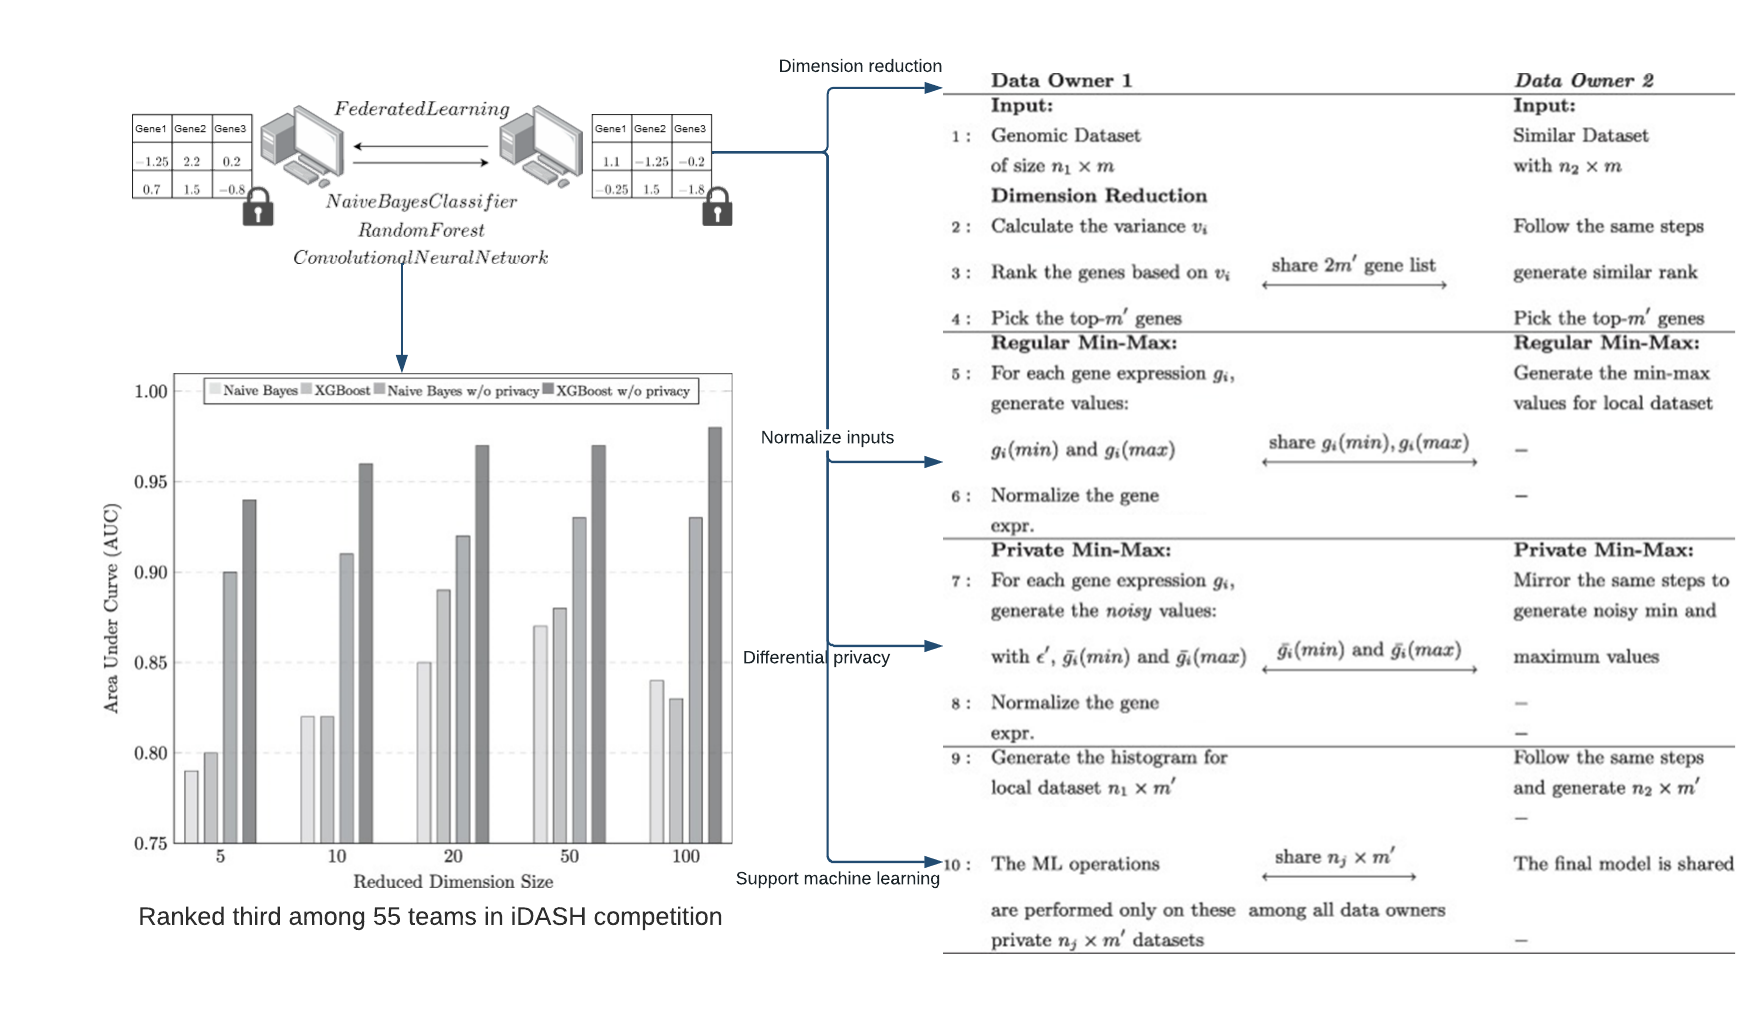 FederatedLearning
Gene1 Gene2 Gene3
−1.25 2.2 0.2
0.7 1.5 −0.8
Gene1 Gene2 Gene3
1.1 −1.25 −0.2
−0.25 1.5 −1.8
NaiveBayesClassifier
RandomForest
ConvolutionalNeuralNetwork
Naive Bayes XGBoost Naive Bayes w/o privacy XGBoost w/o privacy
1.00
0.95
0.90
0.85
0.80
0.75
Area Under Curve (AUC)
5 10 20 50 100
Reduced Dimension Size
Ranked third among 55 teams in iDASH competition
Dimension reduction
Normalize inputs
Differential privacy
Support machine learning
Data Owner 1 Data Owner 2
Input: Input:
1 : Genomic Dataset Similar Dataset
of size n₁ × m with n₂ × m
Dimension Reduction
2 : Calculate the variance vᵢ Follow the same steps
3 : Rank the genes based on vᵢ share 2m′ gene list generate similar rank
4 : Pick the top-m′ genes Pick the top-m′ genes
Regular Min-Max: Regular Min-Max:
5 : For each gene expression gᵢ, Generate the min-max
generate values: values for local dataset
gᵢ(min) and gᵢ(max) share gᵢ(min), gᵢ(max) –
6 : Normalize the gene –
expr.
Private Min-Max: Private Min-Max:
7 : For each gene expression gᵢ, Mirror the same steps to
generate the noisy values: generate noisy min and
with ϵ′, ḡᵢ(min) and ḡᵢ(max) ḡᵢ(min) and ḡᵢ(max) maximum values
8 : Normalize the gene –
expr. –
9 : Generate the histogram for Follow the same steps
local dataset n₁ × m′ and generate n₂ × m′
–
10 : The ML operations share nⱼ × m′ The final model is shared
are performed only on these among all data owners
private nⱼ × m′ datasets –